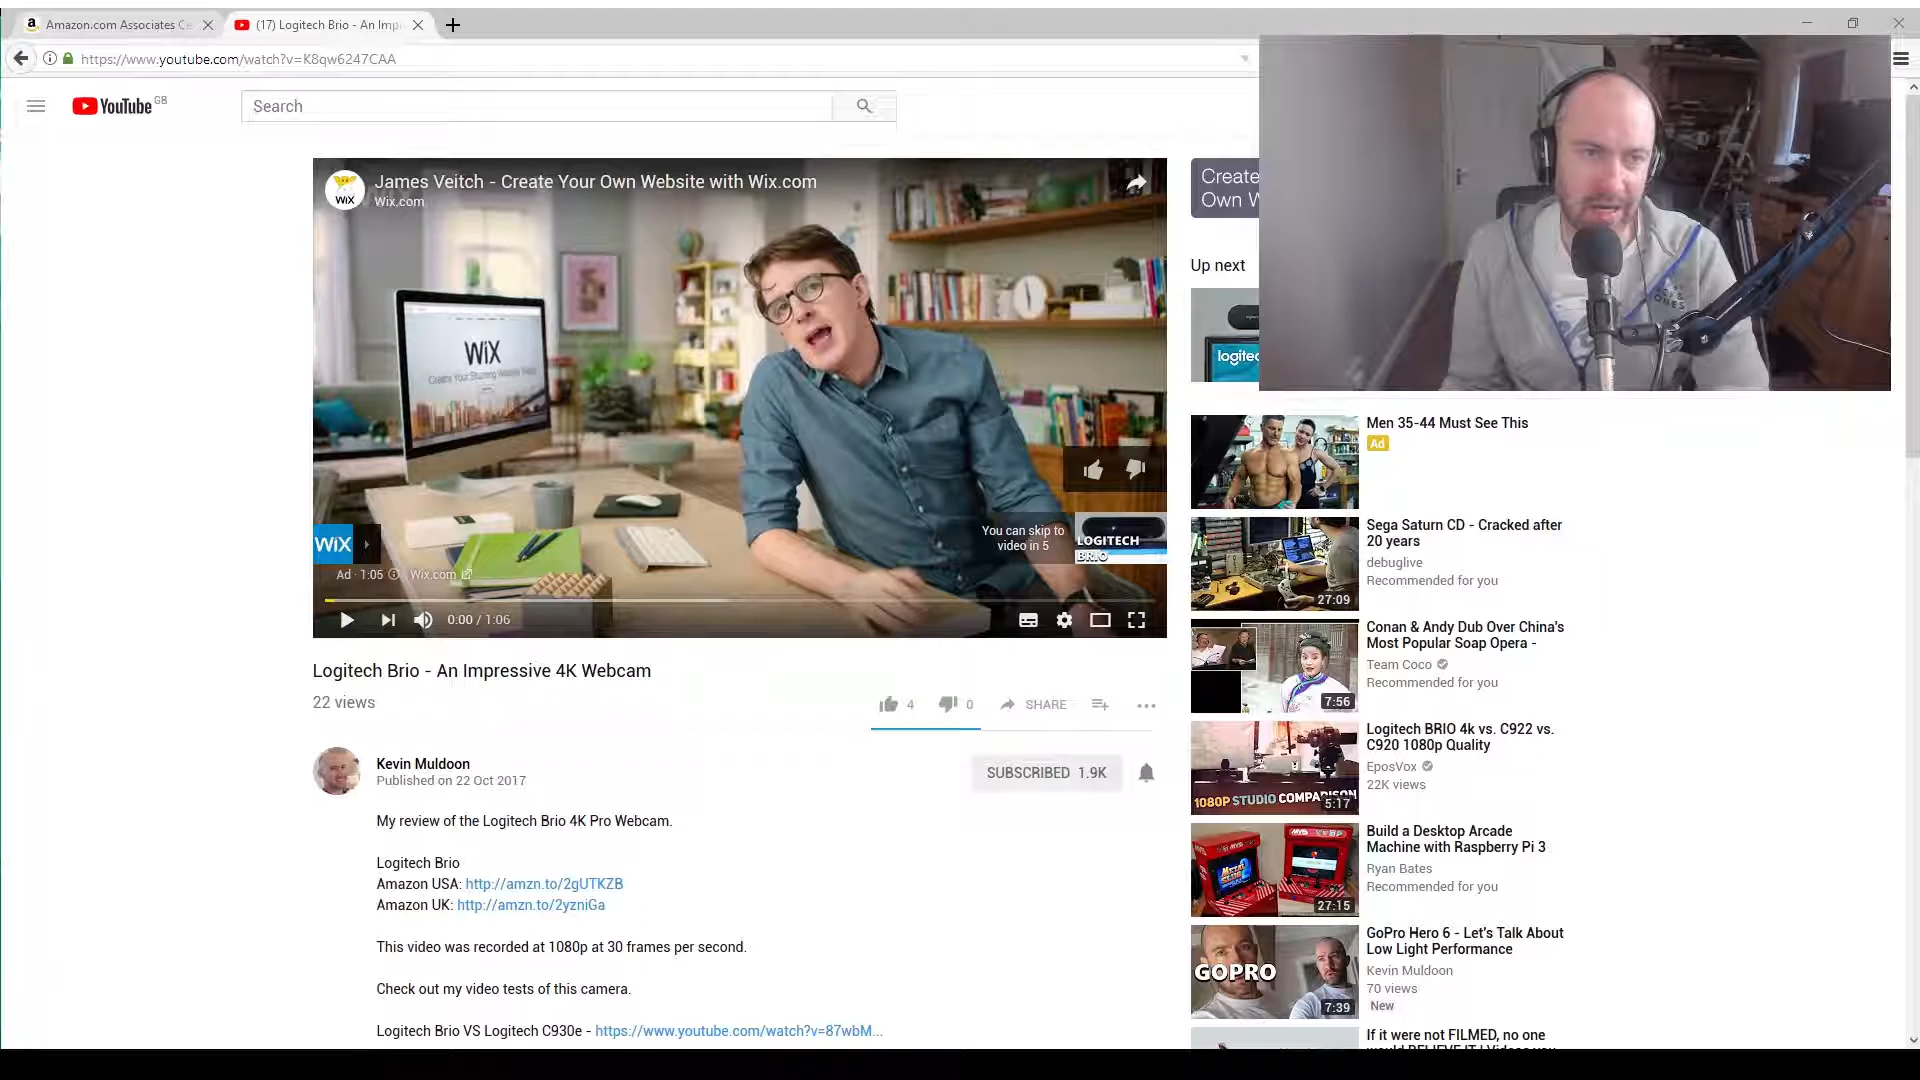 Amazon.com Associates Ce
(17) Logitech Brio - An Imp
https://www.youtube.com/watch?v=K8qw6247CAA
YouTube GB
Search
WiX
James Veitch - Create Your Own Website with Wix.com
Wix.com
WiX
WiX
You can skip to
video in 5
LOGITECH
BRIO
Ad · 1:05
Wix.com
0:00 / 1:06
Logitech Brio - An Impressive 4K Webcam
22 views
4
0
SHARE
Kevin Muldoon
Published on 22 Oct 2017
SUBSCRIBED 1.9K
My review of the Logitech Brio 4K Pro Webcam.
Logitech Brio
Amazon USA: http://amzn.to/2gUTKZB
Amazon UK: http://amzn.to/2yzniGa
This video was recorded at 1080p at 30 frames per second.
Check out my video tests of this camera.
Logitech Brio VS Logitech C930e - https://www.youtube.com/watch?v=87wbM...
Create
Own W
Up next
logitec
Men 35-44 Must See This
Ad
Sega Saturn CD - Cracked after
20 years
debuglive
Recommended for you
27:09
Conan & Andy Dub Over China's
Most Popular Soap Opera -
Team Coco
Recommended for you
7:56
Logitech BRIO 4k vs. C922 vs.
C920 1080p Quality
EposVox
22K views
1080P STUDIO COMPARISON
5:17
Build a Desktop Arcade
Machine with Raspberry Pi 3
Ryan Bates
Recommended for you
27:15
GoPro Hero 6 - Let's Talk About
Low Light Performance
Kevin Muldoon
70 views
New
GOPRO
7:39
If it were not FILMED, no one
would BELIEVE IT! Videos you